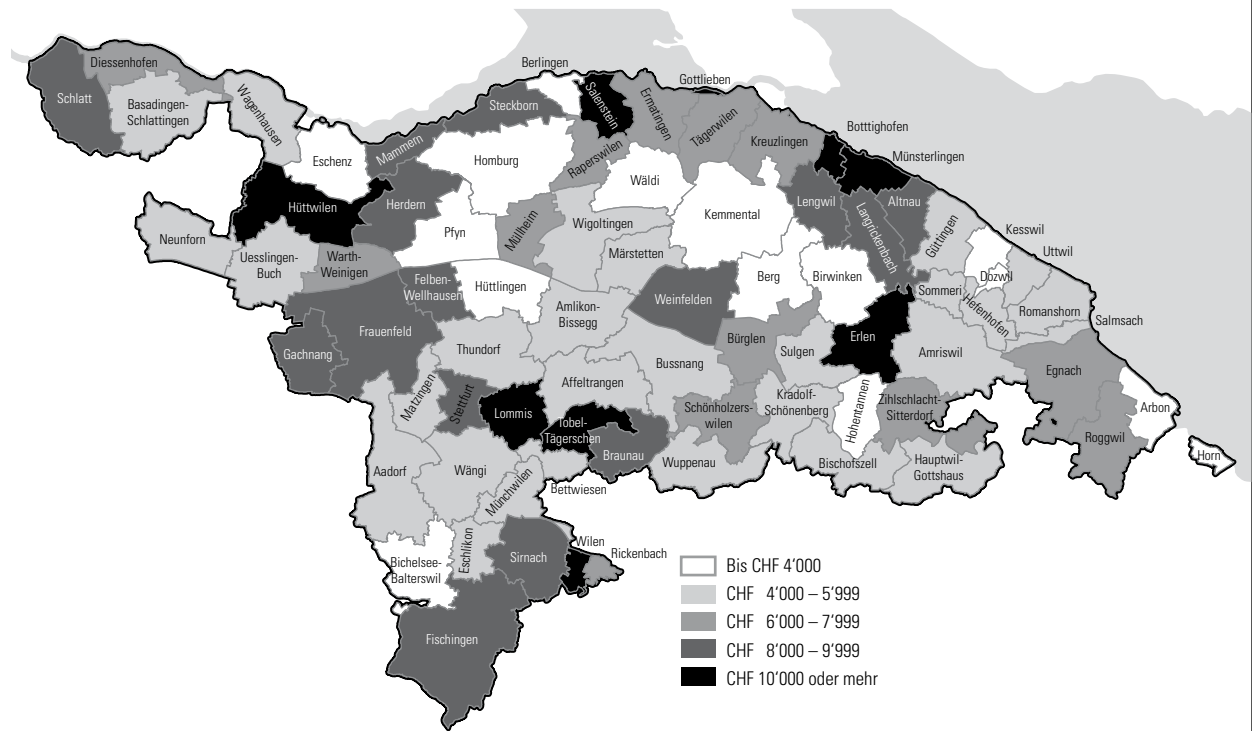 Diessenhofen
Schlatt
Basadingen-
Schlattingen
Wagenhausen
Eschenz
Mammern
Steckborn
Berlingen
Salenstein
Ermatingen
Gottlieben
Tägerwilen
Kreuzlingen
Botttighofen
Münsterlingen
Homburg
Raperswilen
Wäldi
Kemmental
Lengwil
Langrickenbach
Altnau
Güttingen
Kesswil
Uttwil
Dozwil
Hüttwilen
Herdern
Pfyn
Müllheim
Wigoltingen
Märstetten
Neunforn
Uesslingen-
Buch
Warth-
Weinigen
Felben-
Wellhausen
Hüttlingen
Amlikon-
Bissegg
Weinfelden
Berg
Birwinken
Sommeri
Hefenhofen
Romanshorn
Salmsach
Frauenfeld
Gachnang
Thundorf
Bussnang
Bürglen
Sulgen
Erlen
Amriswil
Egnach
Matzingen
Stettfurt
Lommis
Affeltrangen
Tobel-
Tägerschen
Braunau
Schönholzers-
wilen
Kradolf-
Schönenberg
Hohentannen
Zihlschlacht-
Sitterdorf
Roggwil
Arbon
Horn
Aadorf
Wängi
Münchwilen
Bettwiesen
Wuppenau
Bischofszell
Hauptwil-
Gottshaus
Bichelsee-
Balterswil
Eschlikon
Sirnach
Wilen
Rickenbach
Fischingen
Bis CHF 4’000
CHF 4’000 – 5’999
CHF 6’000 – 7’999
CHF 8’000 – 9’999
CHF 10’000 oder mehr